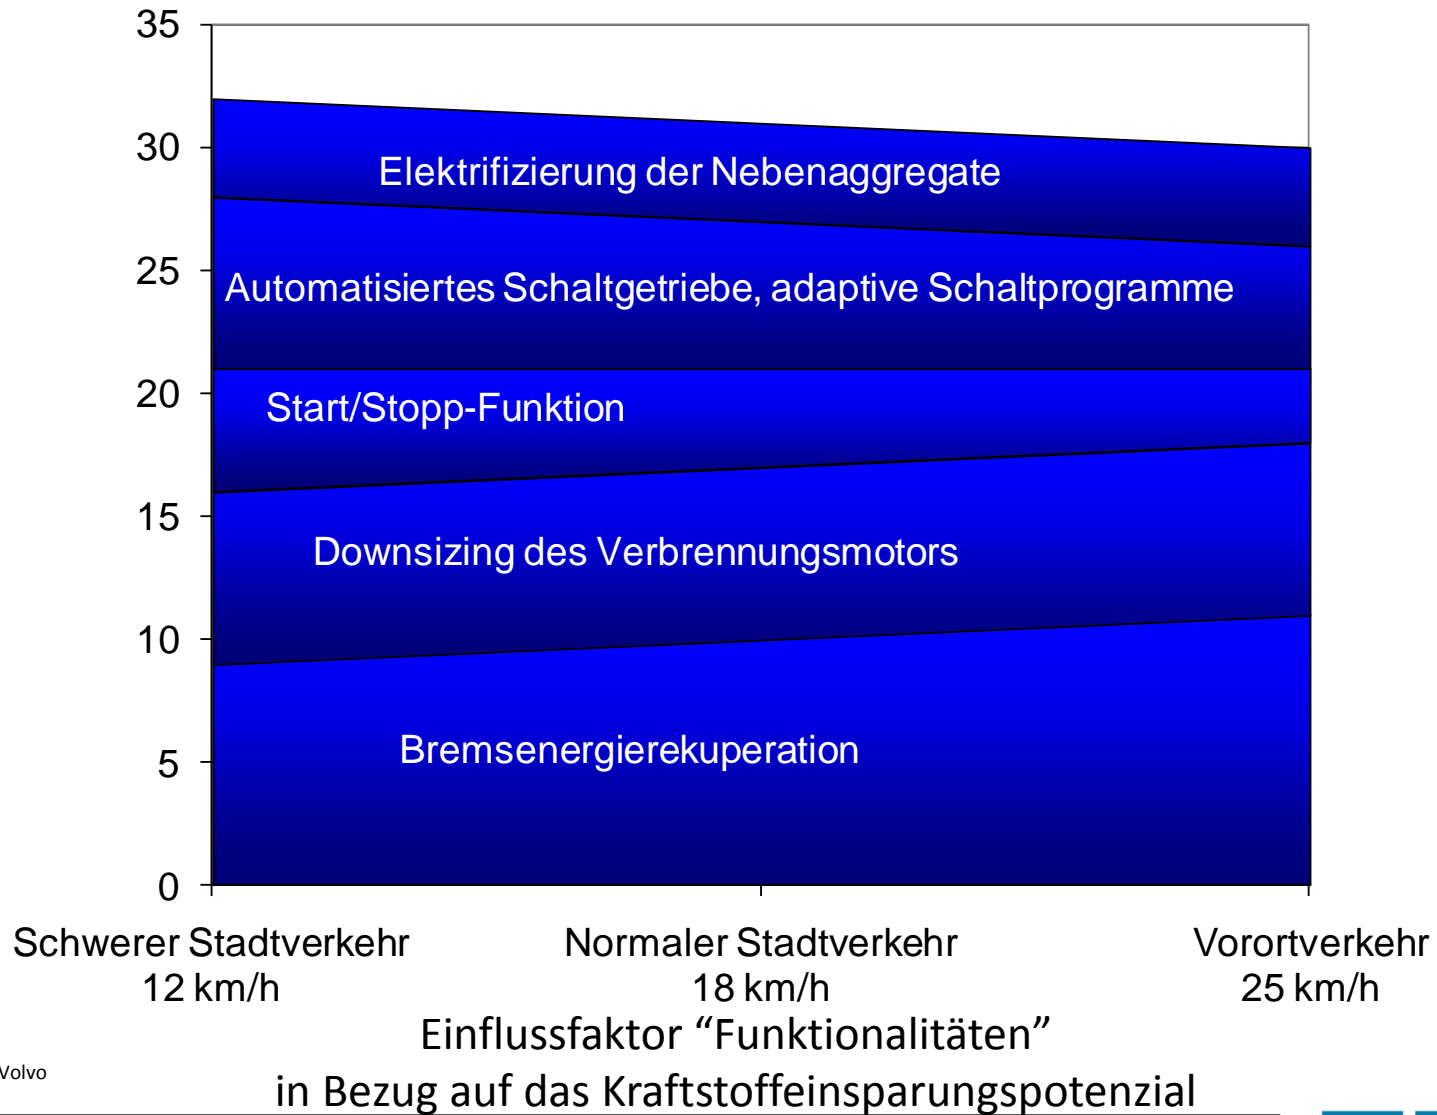 35
30
25
20
15
10
5
0
Elektrifizierung der Nebenaggregate
Automatisiertes Schaltgetriebe, adaptive Schaltprogramme
Start/Stopp-Funktion
Downsizing des Verbrennungsmotors
Bremsenergierekuperation
Schwerer Stadtverkehr
12 km/h
Normaler Stadtverkehr
18 km/h
Vorortverkehr
25 km/h
Einflussfaktor “Funktionalitäten”
in Bezug auf das Kraftstoffeinsparungspotenzial
Volvo